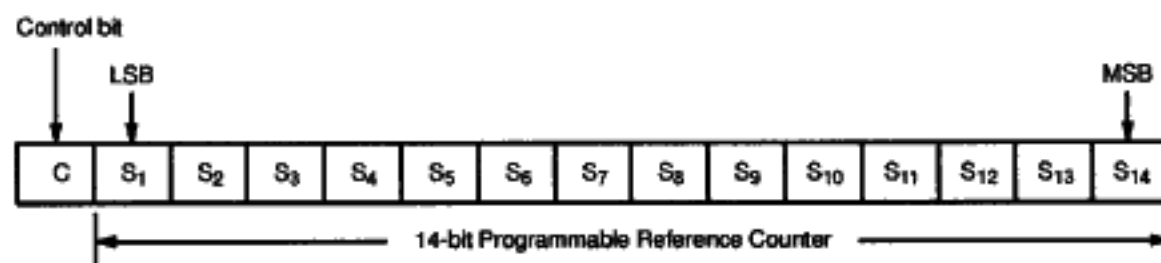 Control bit
LSB
MSB
C S₁ S₂ S₃ S₄ S₅ S₆ S₇ S₈ S₉ S₁₀ S₁₁ S₁₂ S₁₃ S₁₄
14-bit Programmable Reference Counter